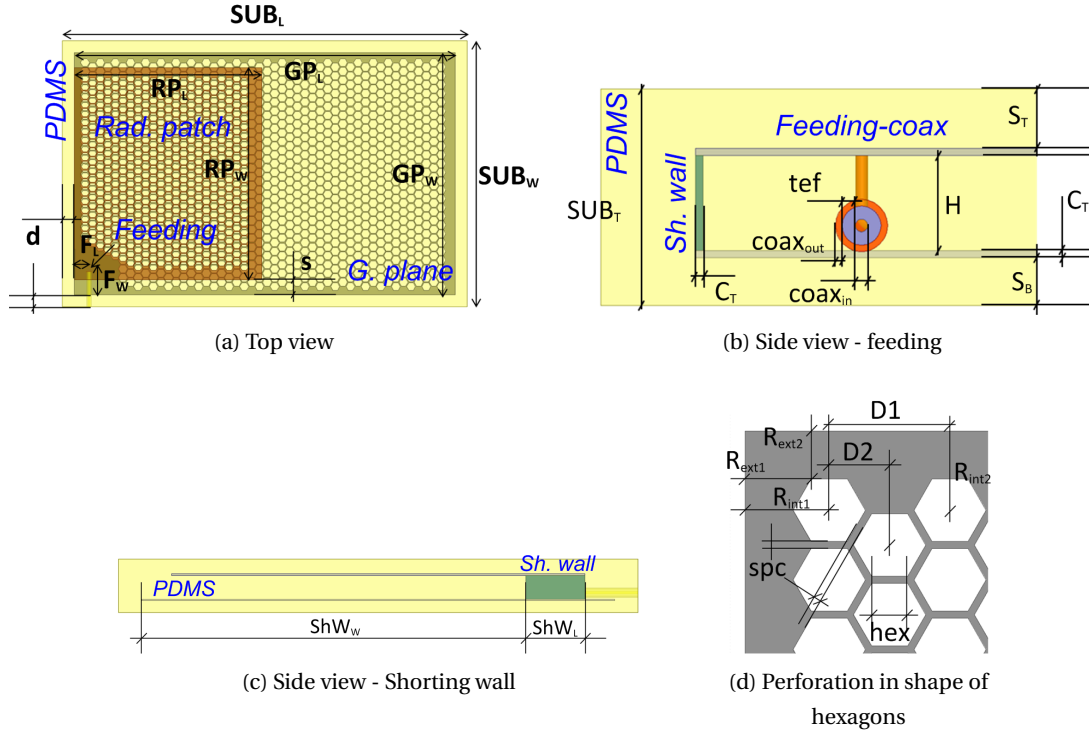 SUB_L
PDMS
GP_L
RP_L
Rad. patch
RP_W
GP_W
SUB_W
d
F_L
Feeding
F_W
s
G. plane
(a) Top view
PDMS
Feeding-coax
S_T
Sh. wall
tef
H
C_T
SUB_T
coax_out
C_T
coax_in
S_B
(b) Side view - feeding
Sh. wall
PDMS
ShW_W
ShW_L
(c) Side view - Shorting wall
D1
R_ext2
D2
R_ext1
R_int1
R_int2
spc
hex
(d) Perforation in shape of
hexagons